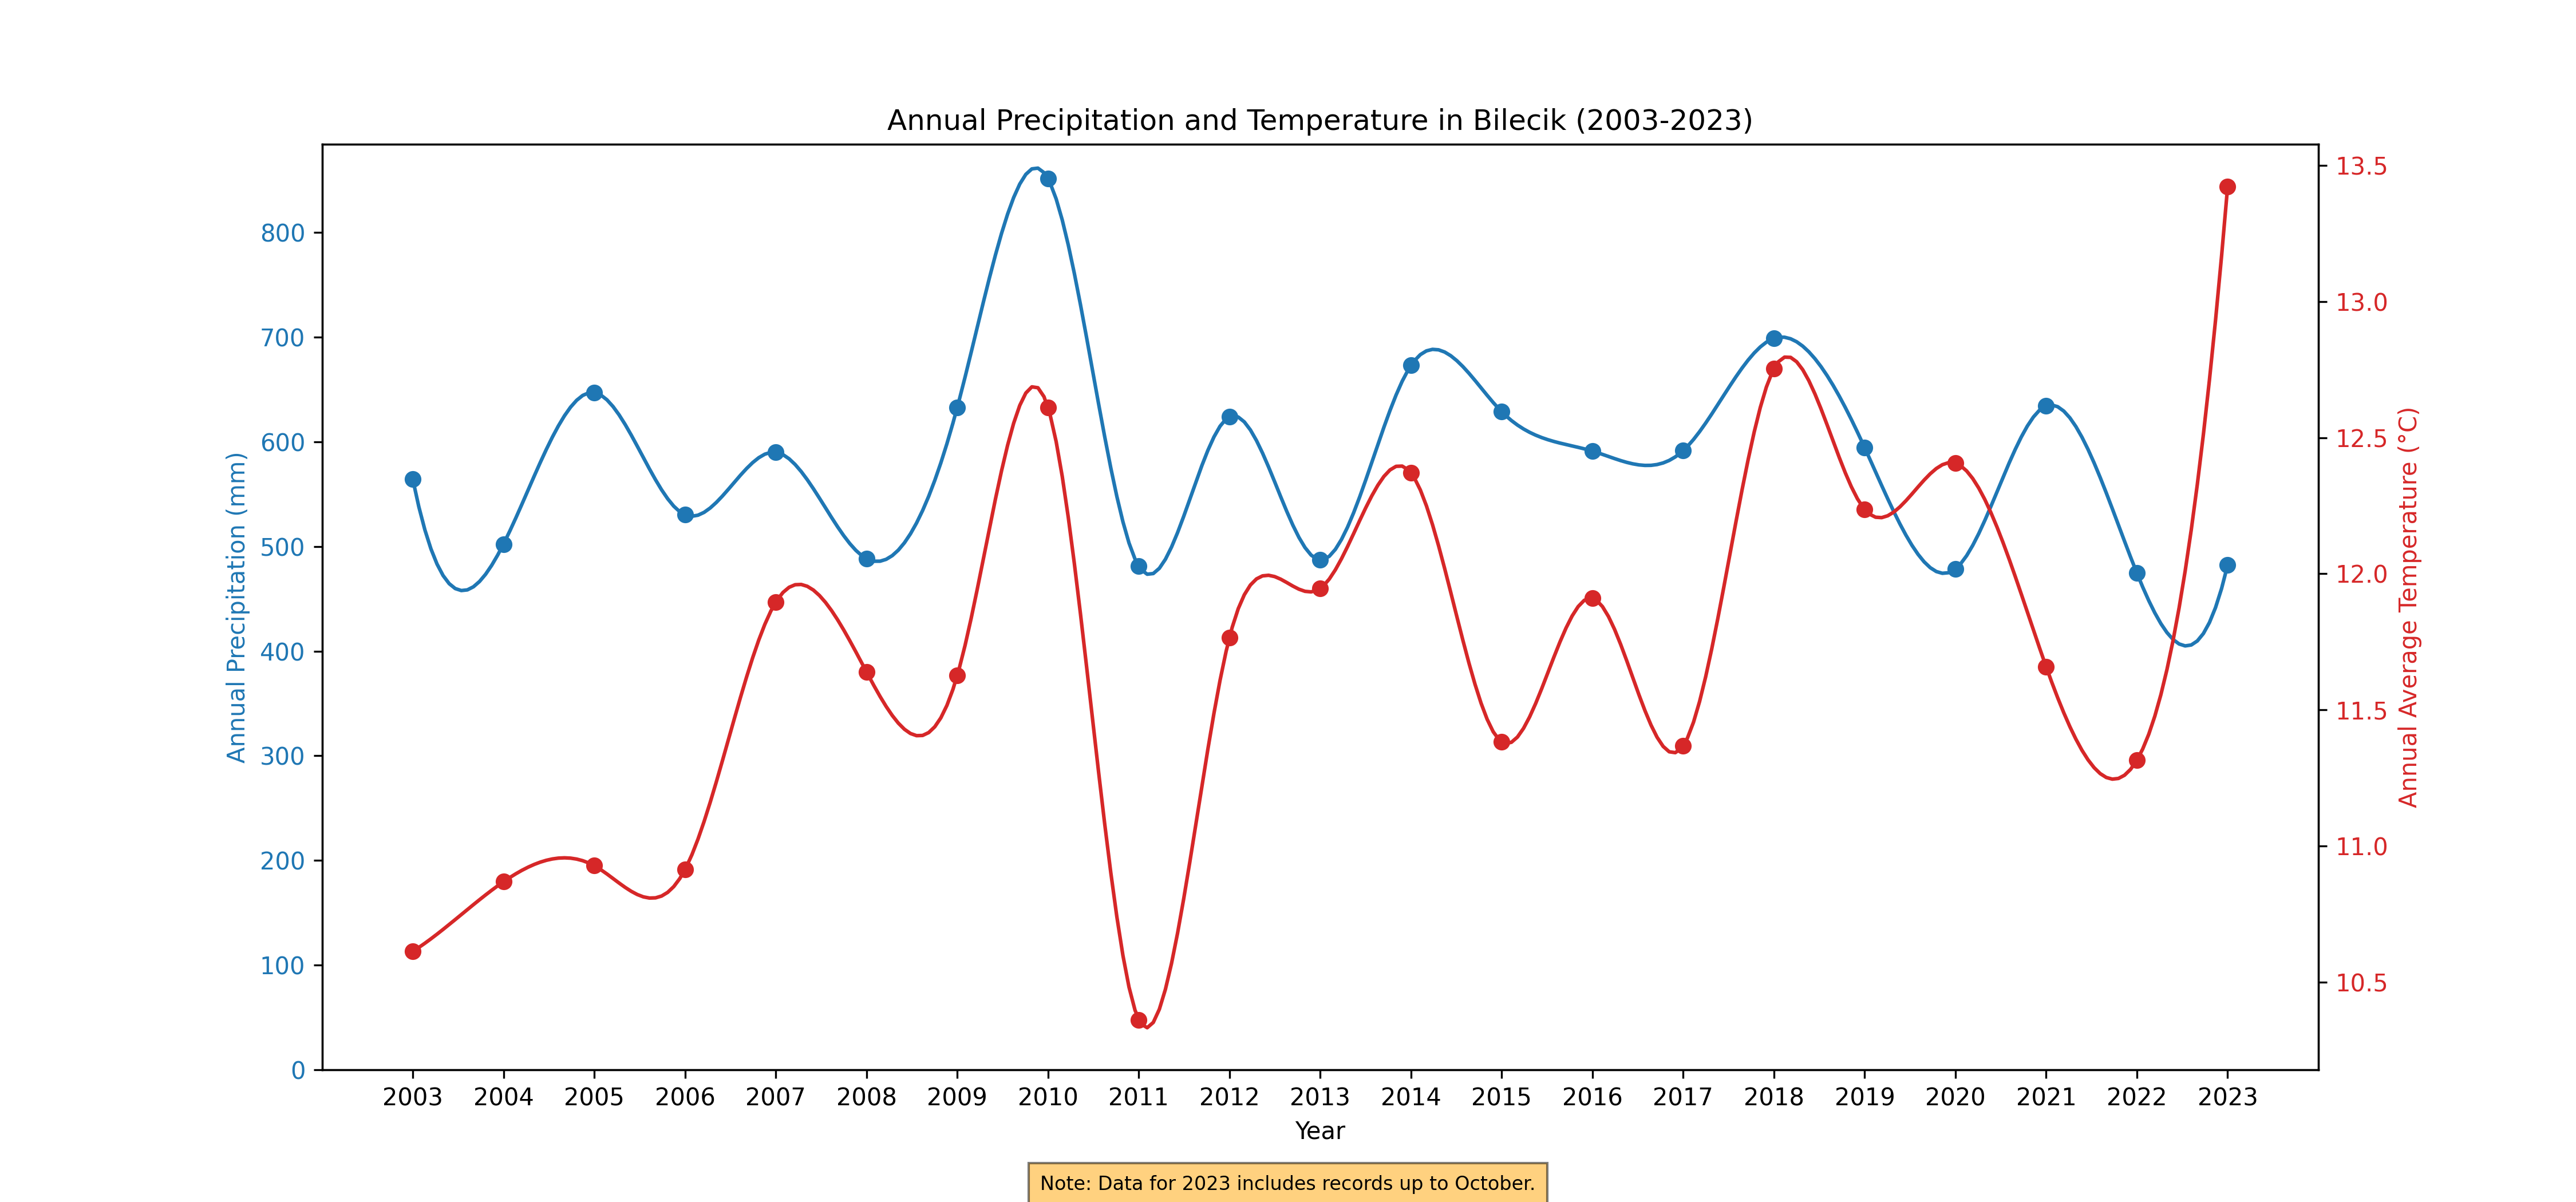 Annual Precipitation and Temperature in Bilecik (2003-2023)
Annual Precipitation (mm)
800
700
600
500
400
300
200
100
0
13.5
13.0
12.5
12.0
11.5
11.0
10.5
Annual Average Temperature (°C)
2003 2004 2005 2006 2007 2008 2009 2010 2011 2012 2013 2014 2015 2016 2017 2018 2019 2020 2021 2022 2023
Year
Note: Data for 2023 includes records up to October.